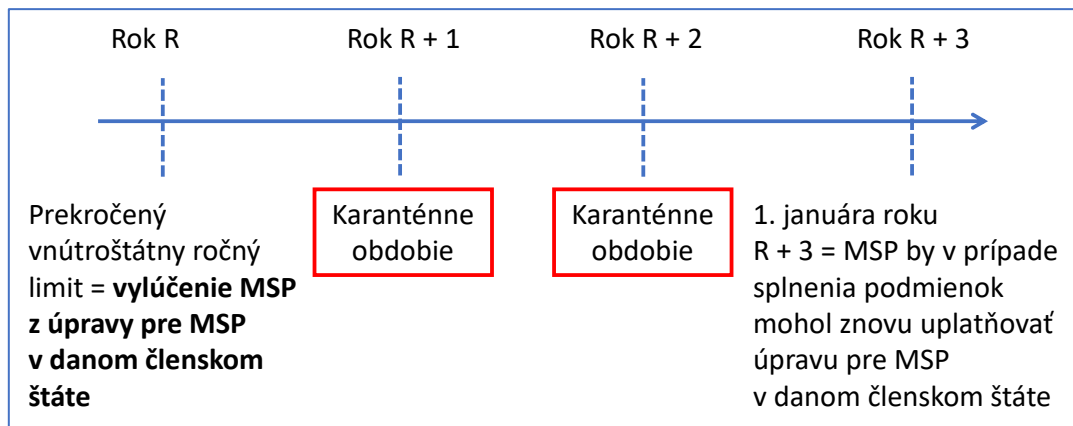 Rok R
Rok R + 1
Rok R + 2
Rok R + 3
Prekročený
vnútroštátny ročný
limit = vylúčenie MSP
z úpravy pre MSP
v danom členskom
štáte
Karanténne
obdobie
Karanténne
obdobie
1. januára roku
R + 3 = MSP by v prípade
splnenia podmienok
mohol znovu uplatňovať
úpravu pre MSP
v danom členskom štáte